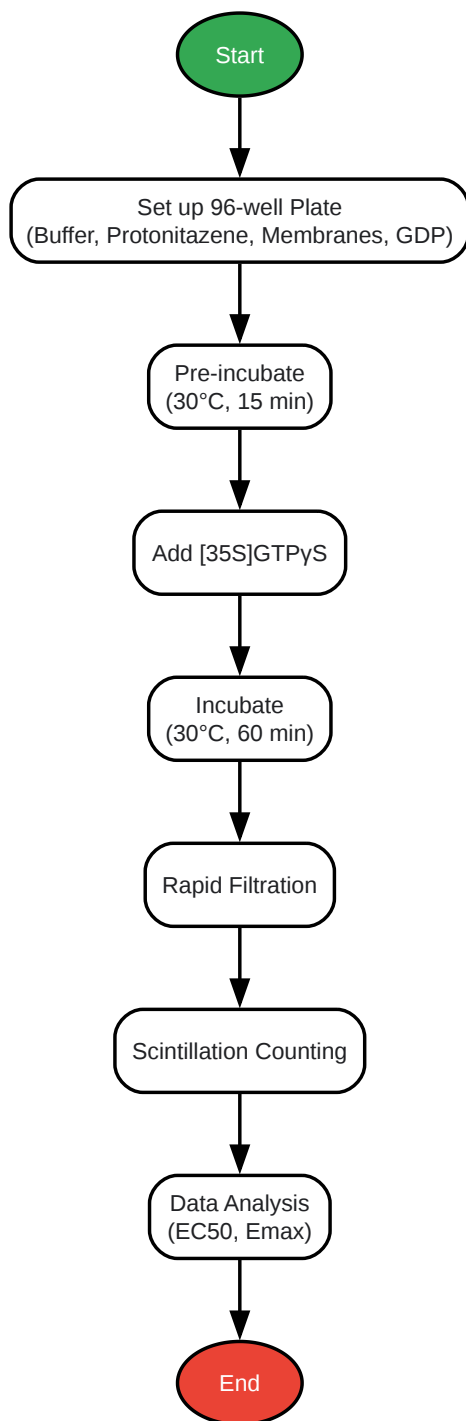 Start
Set up 96-well Plate
(Buffer, Protonitazene, Membranes, GDP)
Pre-incubate
(30°C, 15 min)
Add [35S]GTPγS
Incubate
(30°C, 60 min)
Rapid Filtration
Scintillation Counting
Data Analysis
(EC50, Emax)
End